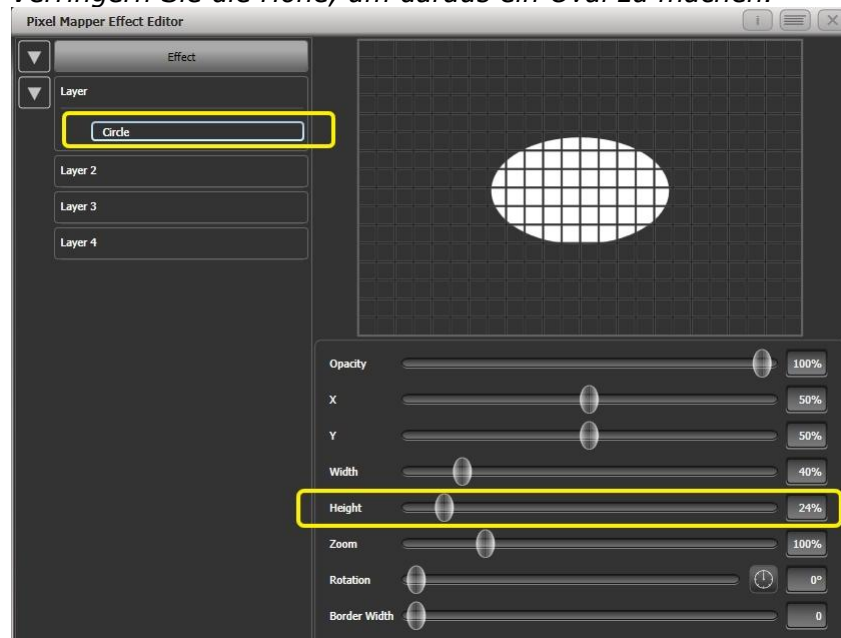 verringern Sie die Höhe, um daraus ein Oval zu machen.
Pixel Mapper Effect Editor
i
Effect
Layer
Circle
Layer 2
Layer 3
Layer 4
Opacity 100%
X 50%
Y 50%
Width 40%
Height 24%
Zoom 100%
Rotation 0°
Border Width 0